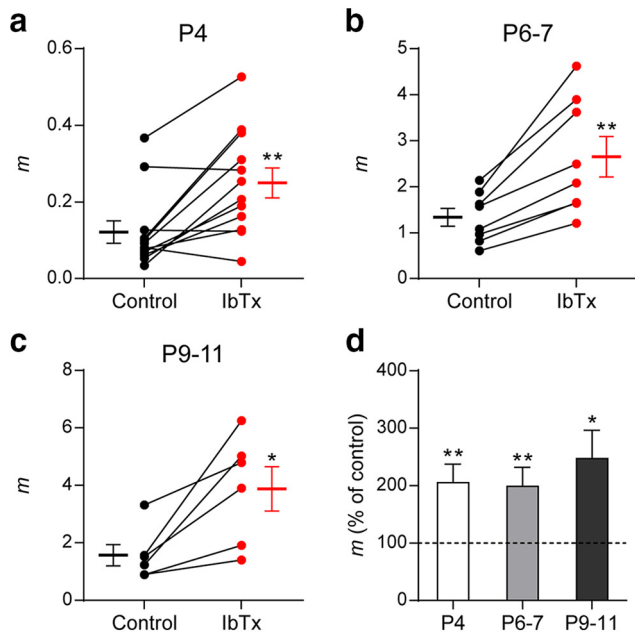 a
P4
m
0.6
0.4
0.2
0.0
**
Control
IbTx
b
P6-7
m
5
4
3
2
1
0
**
Control
IbTx
c
P9-11
m
8
6
4
2
0
*
Control
IbTx
d
m (% of control)
400
300
200
100
0
**
**
*
P4
P6-7
P9-11